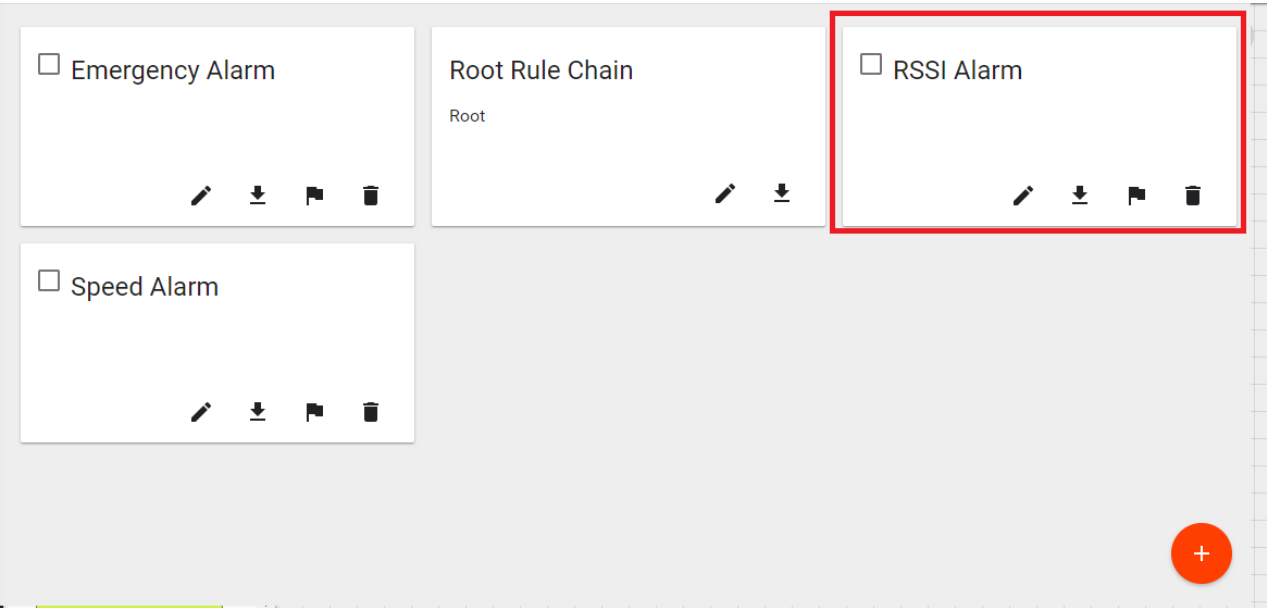 Emergency Alarm
Root Rule Chain
Root
RSSI Alarm
Speed Alarm